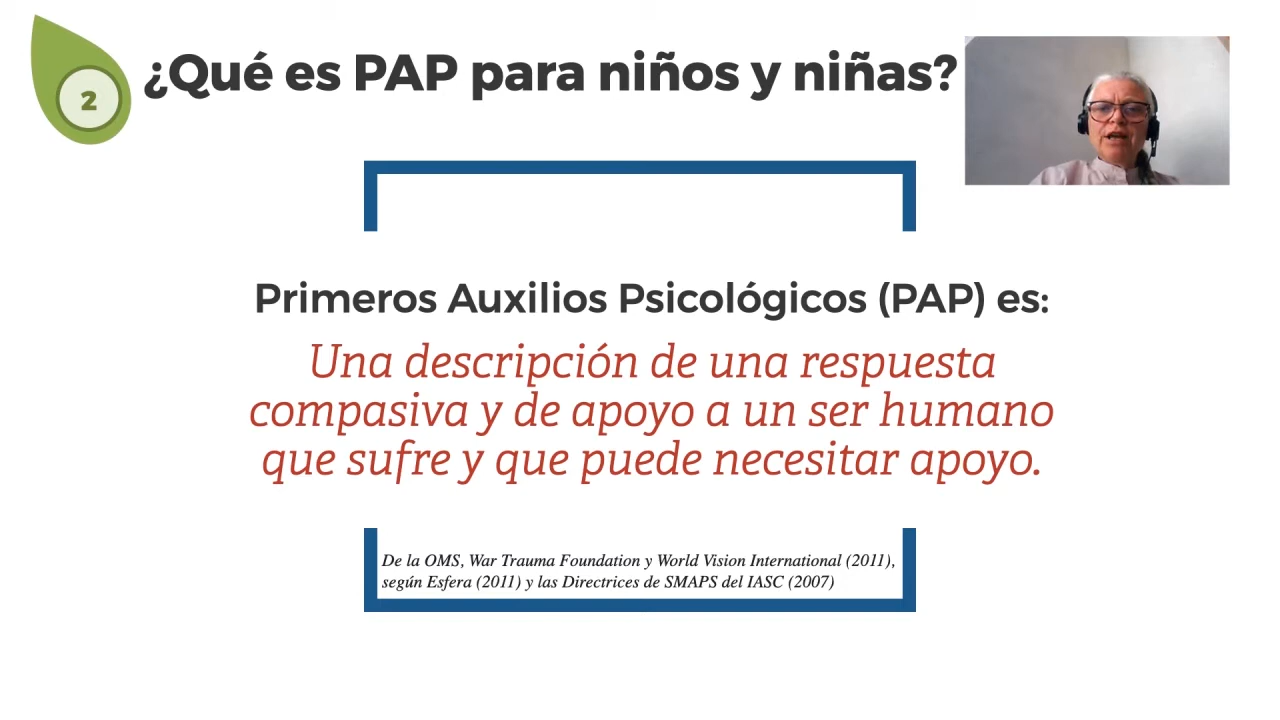 2
¿Qué es PAP para niños y niñas?
Primeros Auxilios Psicológicos (PAP) es:
Una descripción de una respuesta
compasiva y de apoyo a un ser humano
que sufre y que puede necesitar apoyo.
De la OMS, War Trauma Foundation y World Vision International (2011),
según Esfera (2011) y las Directrices de SMAPS del IASC (2007)